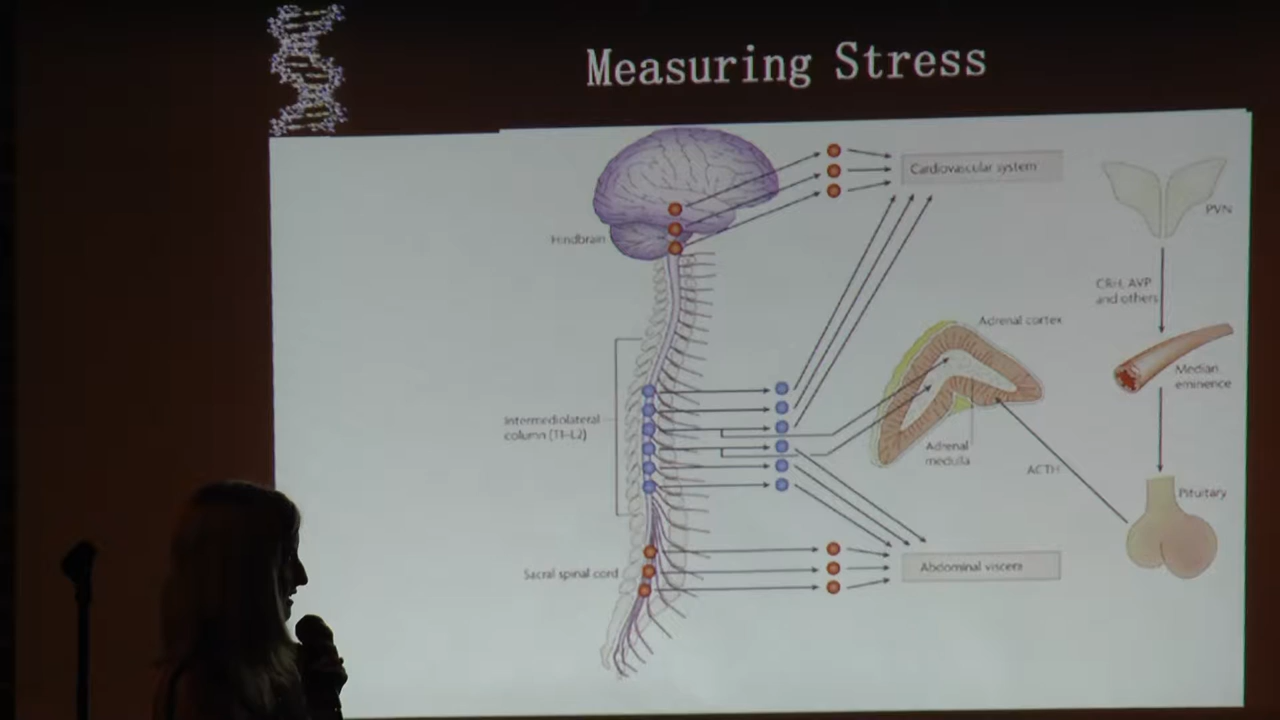 Measuring Stress
Cardiovascular system
PVN
Hindbrain
CRH, AVP
and others
Adrenal cortex
Median
eminence
Intermediolateral
column (T1–L2)
Adrenal
medulla
ACTH
Pituitary
Sacral spinal cord
Abdominal viscera